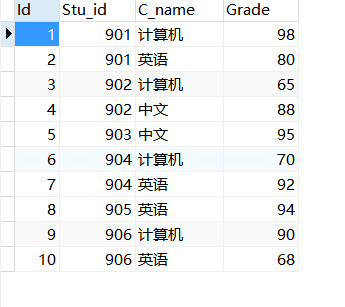 Id Stu_id C_name Grade
1 901 计算机 98
2 901 英语 80
3 902 计算机 65
4 902 中文 88
5 903 中文 95
6 904 计算机 70
7 904 英语 92
8 905 英语 94
9 906 计算机 90
10 906 英语 68